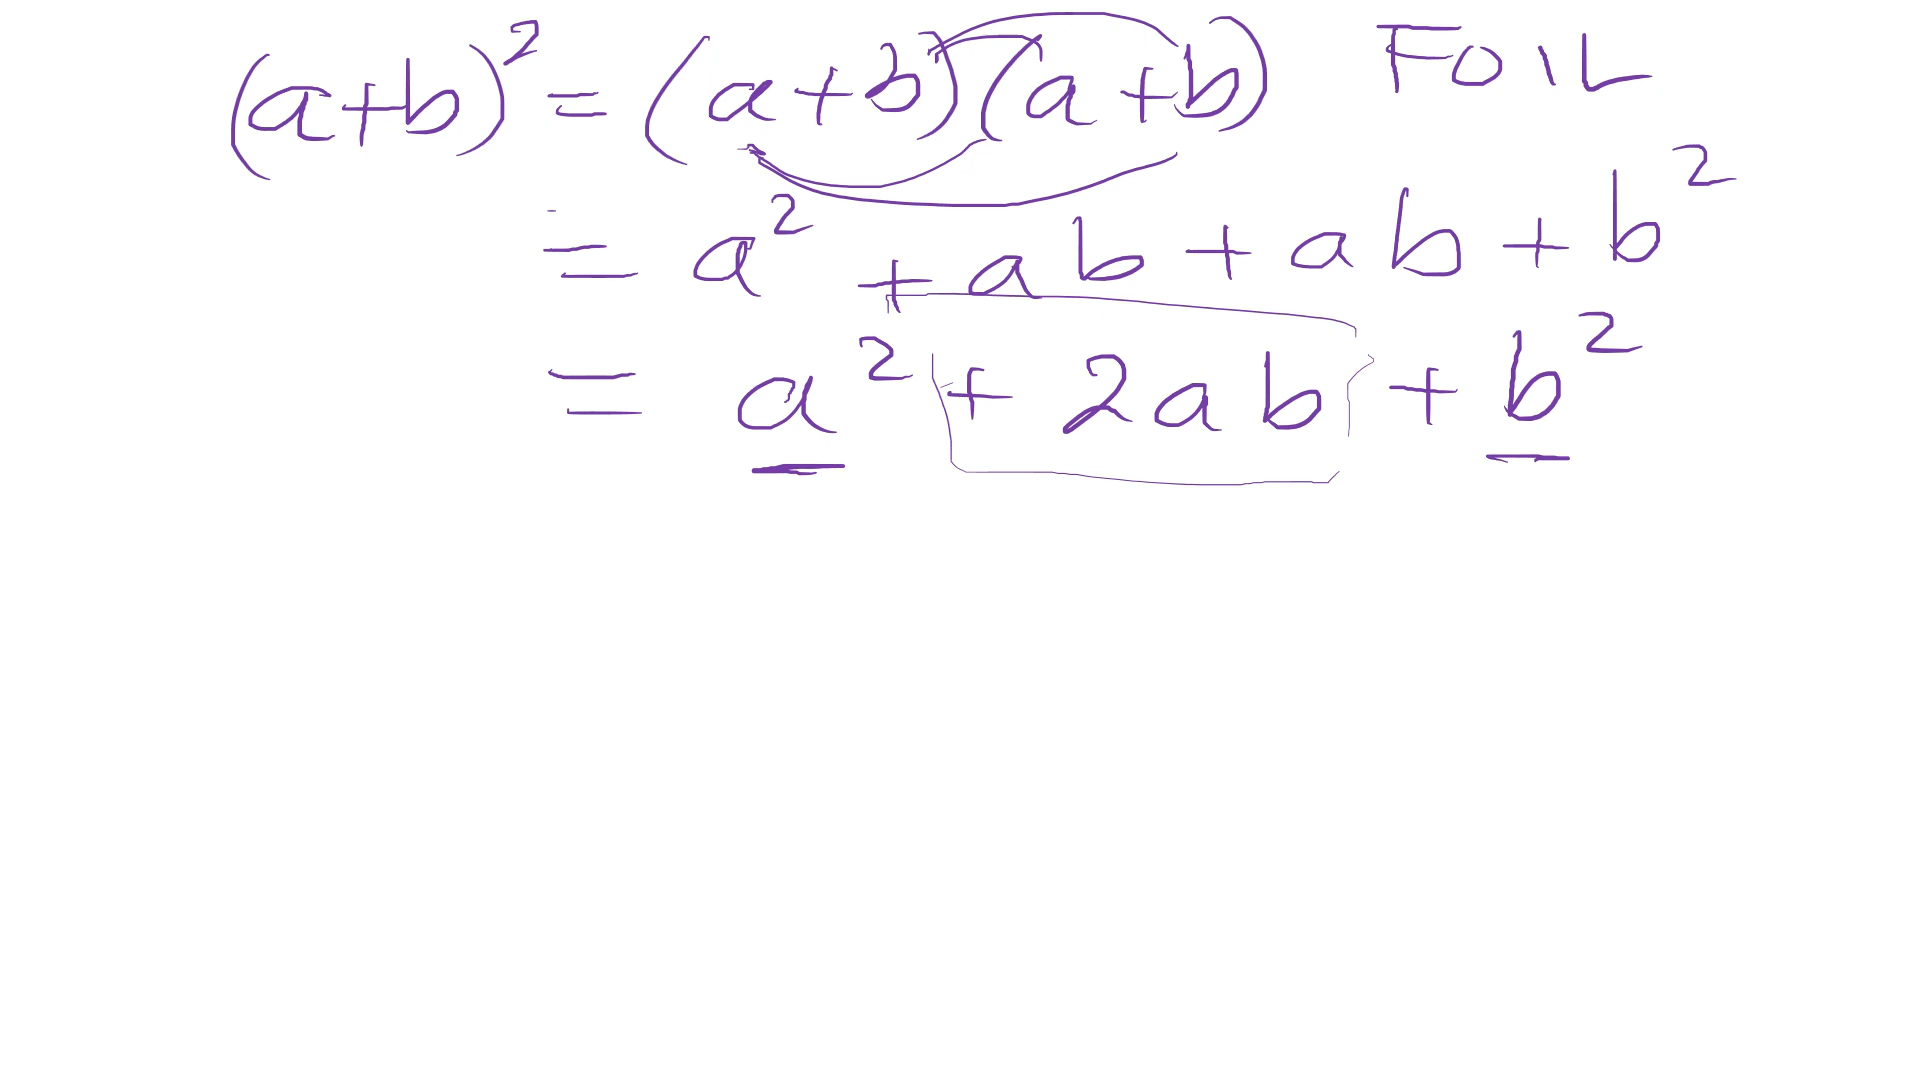 (a+b)² = (a+b)(a+b) FOIL
= a² + ab + ab + b²
= a² + 2ab + b²